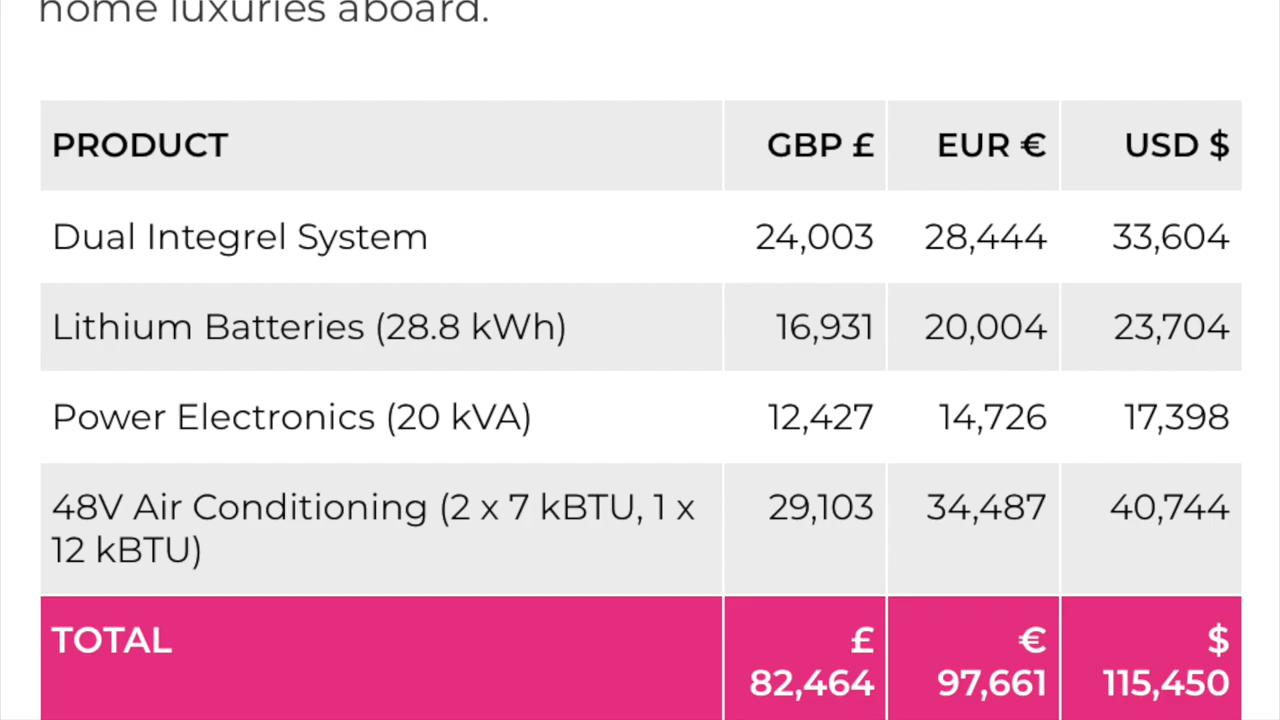 home luxuries aboard.
PRODUCT GBP £ EUR € USD $
Dual Integrel System 24,003 28,444 33,604
Lithium Batteries (28.8 kWh) 16,931 20,004 23,704
Power Electronics (20 kVA) 12,427 14,726 17,398
48V Air Conditioning (2 x 7 kBTU, 1 x 29,103 34,487 40,744
12 kBTU)
TOTAL £ € $
82,464 97,661 115,450